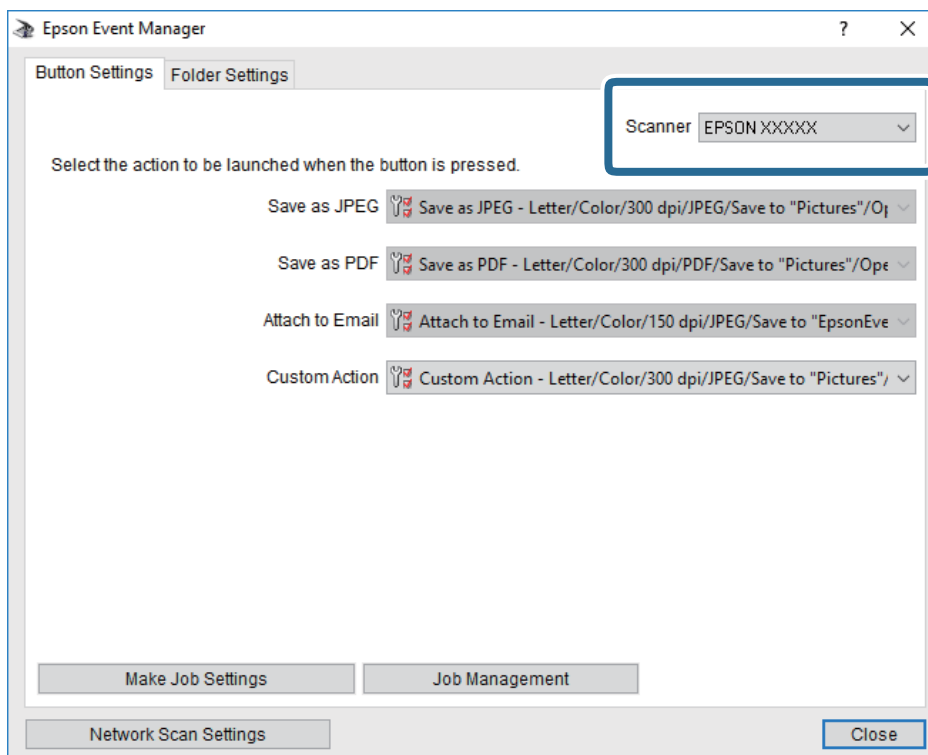 Epson Event Manager
Button Settings Folder Settings
Scanner EPSON XXXXX
Select the action to be launched when the button is pressed.
Save as JPEG Save as JPEG - Letter/Color/300 dpi/JPEG/Save to "Pictures"/Op
Save as PDF Save as PDF - Letter/Color/300 dpi/PDF/Save to "Pictures"/Ope
Attach to Email Attach to Email - Letter/Color/150 dpi/JPEG/Save to "EpsonEve
Custom Action Custom Action - Letter/Color/300 dpi/JPEG/Save to "Pictures"/
Make Job Settings Job Management
Network Scan Settings Close